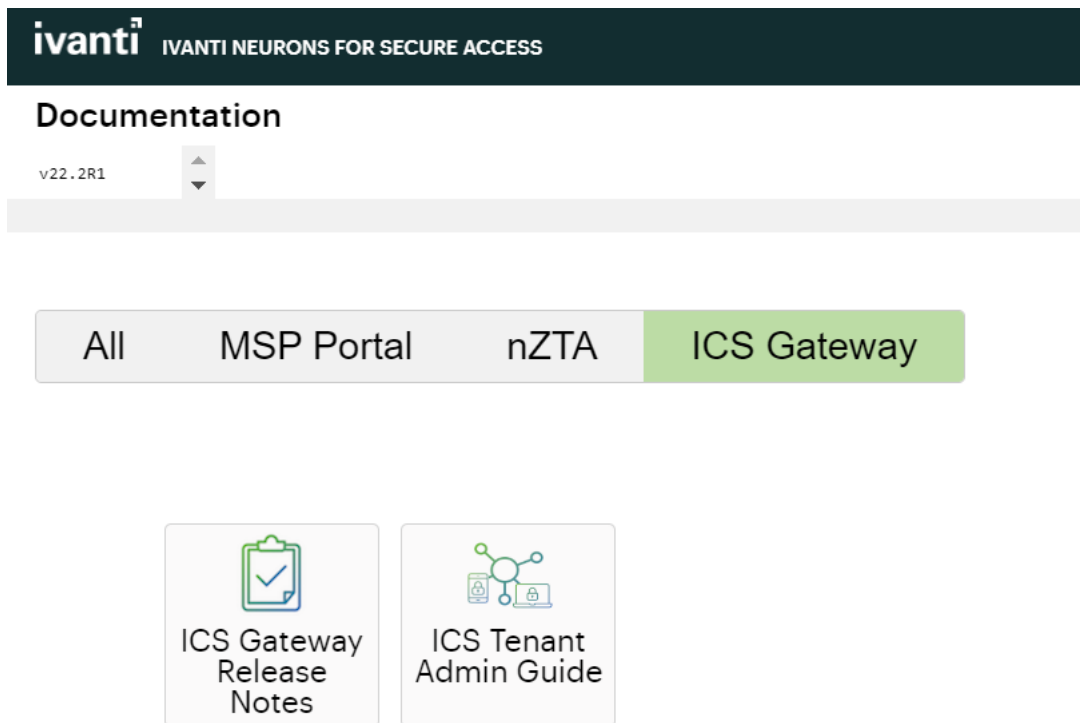 ivanti IVANTI NEURONS FOR SECURE ACCESS
Documentation
v22.2R1
All MSP Portal nZTA ICS Gateway
ICS Gateway
Release
Notes
ICS Tenant
Admin Guide